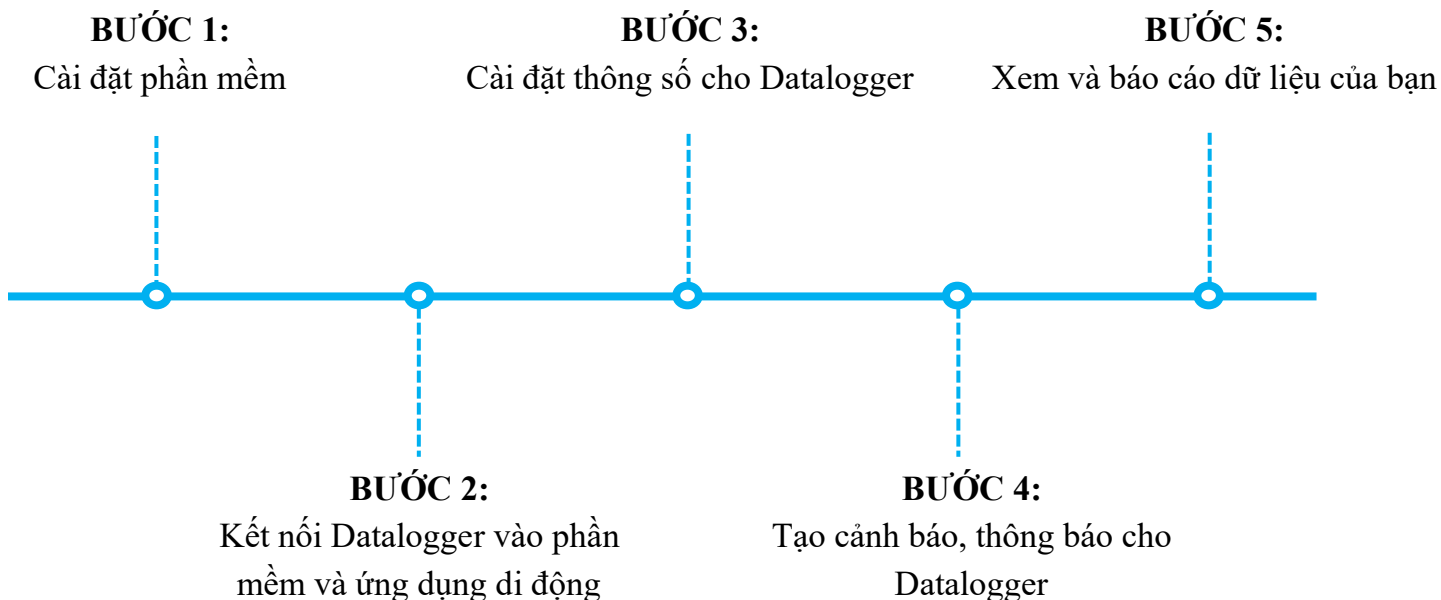 BƯỚC 1:
Cài đặt phần mềm
BƯỚC 2:
Kết nối Datalogger vào phần
mềm và ứng dụng di động
BƯỚC 3:
Cài đặt thông số cho Datalogger
BƯỚC 4:
Tạo cảnh báo, thông báo cho
Datalogger
BƯỚC 5:
Xem và báo cáo dữ liệu của bạn